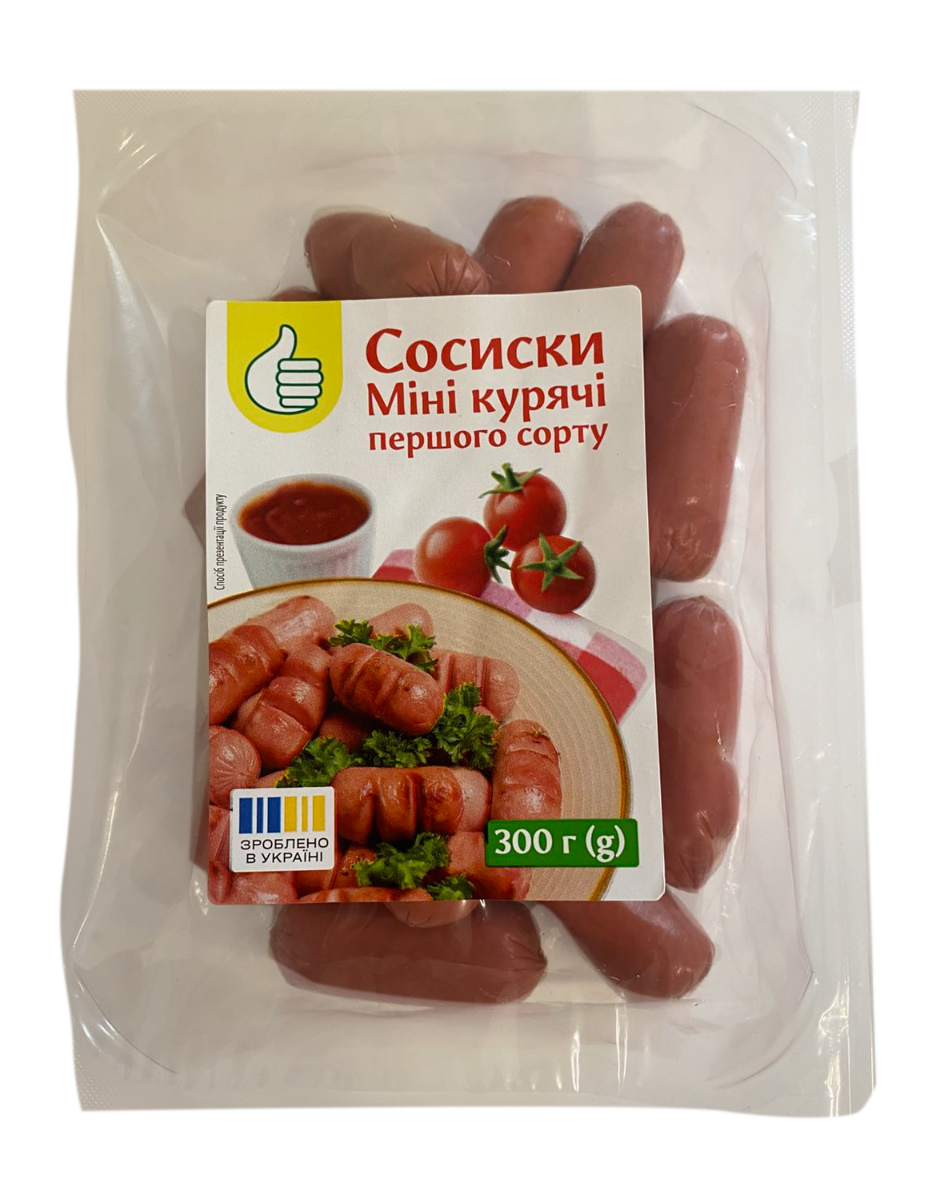 Сосиски
Міні курячі
першого сорту
Спосіб презентації продукту
ЗРОБЛЕНО
В УКРАЇНІ
300 г (g)